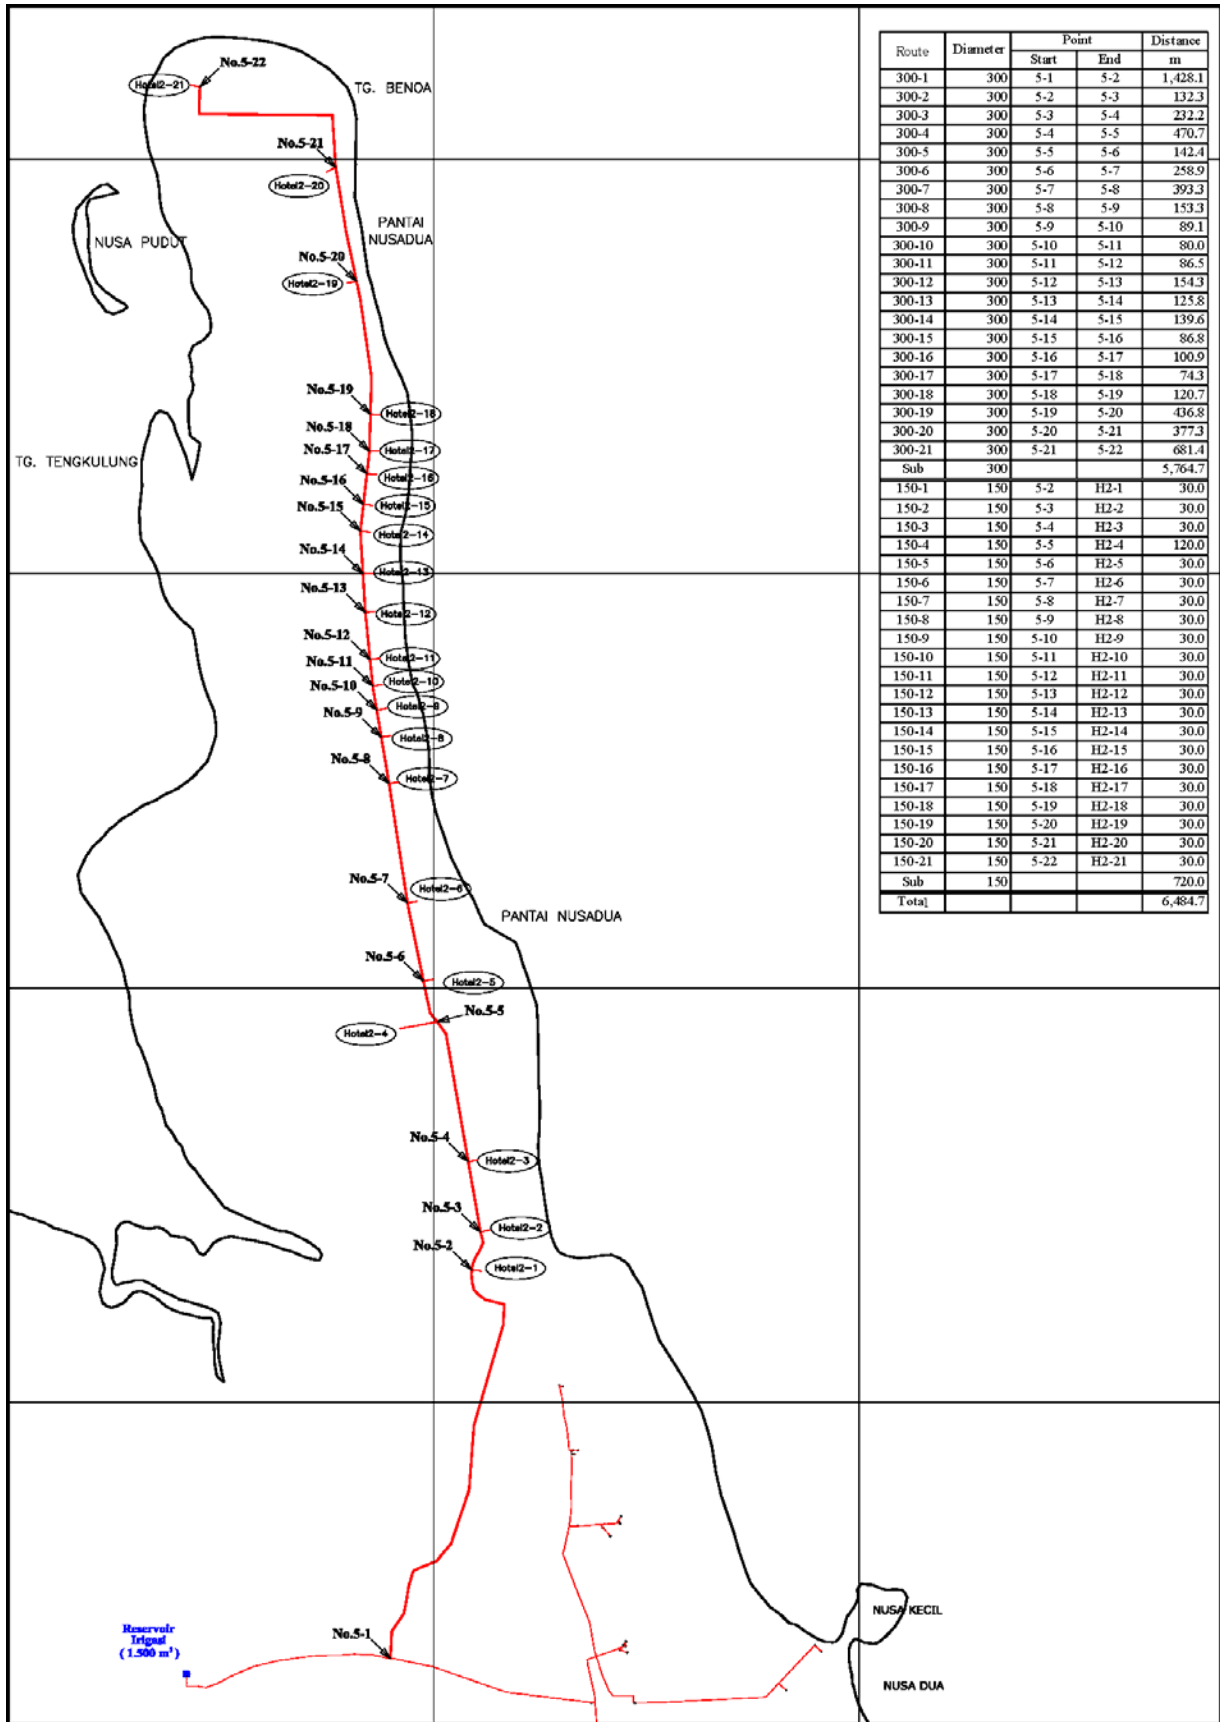 No.5-22
Hotel2-21
TG. BENOA
No.5-21
Hotel2-20
PANTAI
NUSADUA
NUSA PUDUT
No.5-20
Hotel2-19
No.5-19
Hotel2-18
No.5-18
Hotel2-17
No.5-17
Hotel2-16
TG. TENGKULUNG
No.5-16
Hotel2-15
No.5-15
Hotel2-14
No.5-14
Hotel2-13
No.5-13
Hotel2-12
No.5-12
Hotel2-11
No.5-11
Hotel2-10
No.5-10
Hotel2-9
No.5-9
Hotel2-8
No.5-8
Hotel2-7
No.5-7
Hotel2-6
PANTAI NUSADUA
No.5-6
Hotel2-5
No.5-5
Hotel2-4
No.5-4
Hotel2-3
No.5-3
Hotel2-2
No.5-2
Hotel2-1
No.5-1
Reservoir
Irigasi
( 1.500 m³ )
NUSA KECIL
NUSA DUA
Route Diameter Point Distance
Start End m
300-1 300 5-1 5-2 1,428.1
300-2 300 5-2 5-3 132.3
300-3 300 5-3 5-4 232.2
300-4 300 5-4 5-5 470.7
300-5 300 5-5 5-6 142.4
300-6 300 5-6 5-7 258.9
300-7 300 5-7 5-8 393.3
300-8 300 5-8 5-9 153.3
300-9 300 5-9 5-10 89.1
300-10 300 5-10 5-11 80.0
300-11 300 5-11 5-12 86.5
300-12 300 5-12 5-13 154.3
300-13 300 5-13 5-14 125.8
300-14 300 5-14 5-15 139.6
300-15 300 5-15 5-16 86.8
300-16 300 5-16 5-17 100.9
300-17 300 5-17 5-18 74.3
300-18 300 5-18 5-19 120.7
300-19 300 5-19 5-20 436.8
300-20 300 5-20 5-21 377.3
300-21 300 5-21 5-22 681.4
Sub 300 5,764.7
150-1 150 5-2 H2-1 30.0
150-2 150 5-3 H2-2 30.0
150-3 150 5-4 H2-3 30.0
150-4 150 5-5 H2-4 120.0
150-5 150 5-6 H2-5 30.0
150-6 150 5-7 H2-6 30.0
150-7 150 5-8 H2-7 30.0
150-8 150 5-9 H2-8 30.0
150-9 150 5-10 H2-9 30.0
150-10 150 5-11 H2-10 30.0
150-11 150 5-12 H2-11 30.0
150-12 150 5-13 H2-12 30.0
150-13 150 5-14 H2-13 30.0
150-14 150 5-15 H2-14 30.0
150-15 150 5-16 H2-15 30.0
150-16 150 5-17 H2-16 30.0
150-17 150 5-18 H2-17 30.0
150-18 150 5-19 H2-18 30.0
150-19 150 5-20 H2-19 30.0
150-20 150 5-21 H2-20 30.0
150-21 150 5-22 H2-21 30.0
Sub 150 720.0
Total 6,484.7